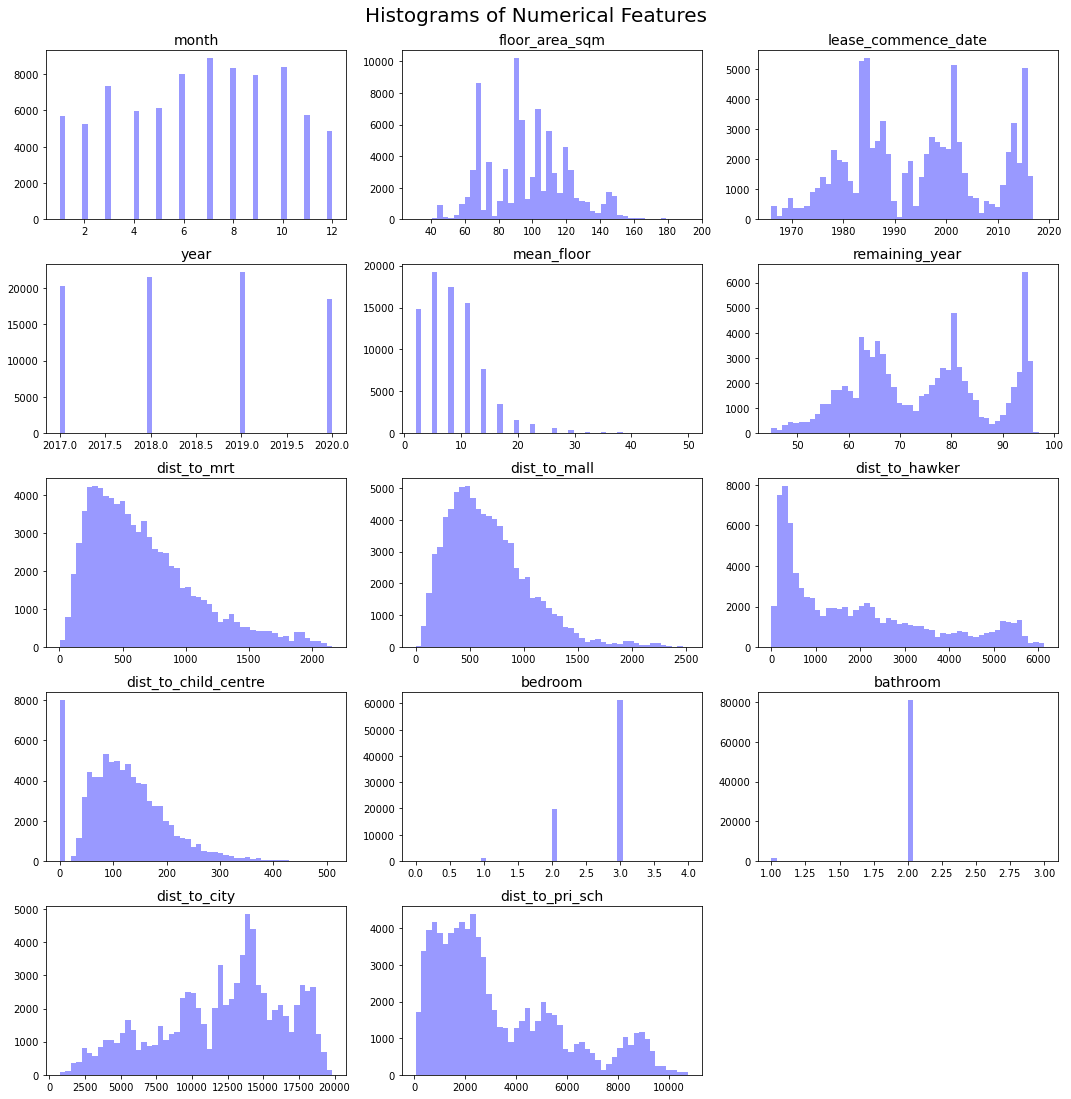 Histograms of Numerical Features
month
8000
6000
4000
2000
0
2 4 6 8 10 12
floor_area_sqm
10000
8000
6000
4000
2000
0
40 60 80 100 120 140 160 180 200
lease_commence_date
5000
4000
3000
2000
1000
0
1970 1980 1990 2000 2010 2020
year
20000
15000
10000
5000
0
2017.0 2017.5 2018.0 2018.5 2019.0 2019.5 2020.0
mean_floor
20000
15000
10000
5000
0
0 10 20 30 40 50
remaining_year
6000
5000
4000
3000
2000
1000
0
50 60 70 80 90 100
dist_to_mrt
4000
3000
2000
1000
0
0 500 1000 1500 2000
dist_to_mall
5000
4000
3000
2000
1000
0
0 500 1000 1500 2000 2500
dist_to_hawker
8000
6000
4000
2000
0
0 1000 2000 3000 4000 5000 6000
dist_to_child_centre
8000
6000
4000
2000
0
0 100 200 300 400 500
bedroom
60000
50000
40000
30000
20000
10000
0
0.0 0.5 1.0 1.5 2.0 2.5 3.0 3.5 4.0
bathroom
80000
60000
40000
20000
0
1.00 1.25 1.50 1.75 2.00 2.25 2.50 2.75 3.00
dist_to_city
5000
4000
3000
2000
1000
0
0 2500 5000 7500 10000 12500 15000 17500 20000
dist_to_pri_sch
4000
3000
2000
1000
0
0 2000 4000 6000 8000 10000